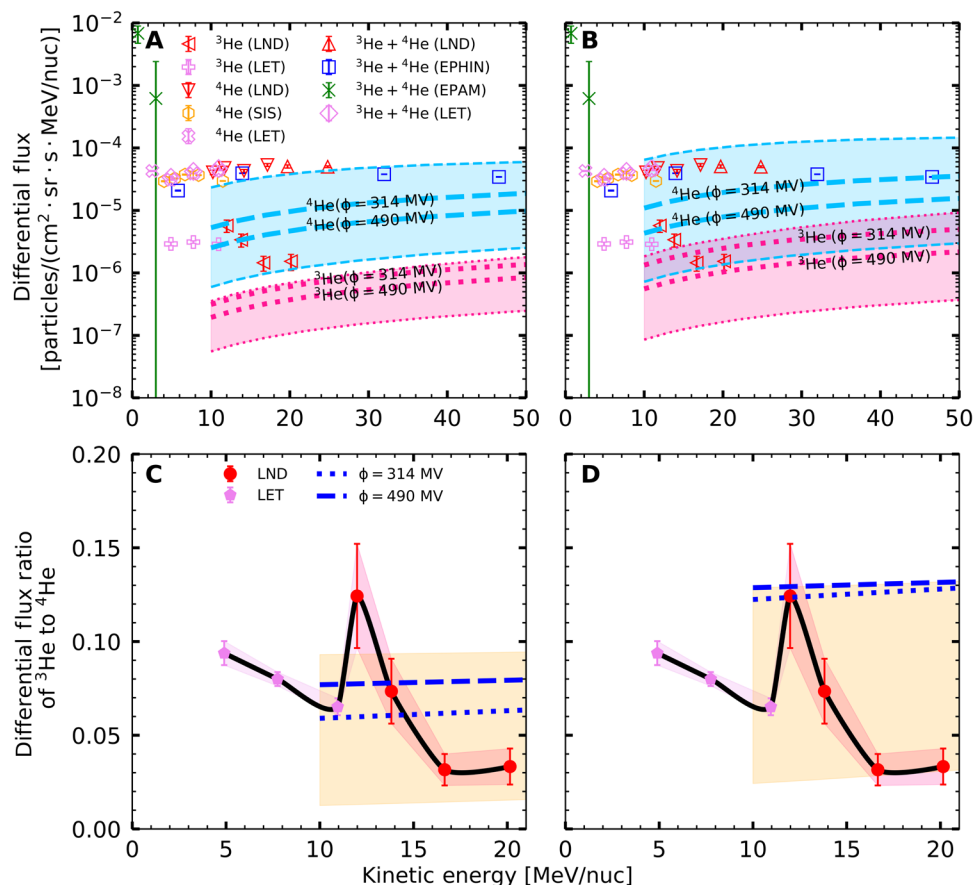 A
B
³He (LND)
³He (LET)
⁴He (LND)
⁴He (SIS)
⁴He (LET)
³He + ⁴He (LND)
³He + ⁴He (EPHIN)
³He + ⁴He (EPAM)
³He + ⁴He (LET)
Differential flux
[particles/(cm² · sr · s · MeV/nuc)]
10⁻²
10⁻³
10⁻⁴
10⁻⁵
10⁻⁶
10⁻⁷
10⁻⁸
⁴He (ϕ = 314 MV)
⁴He (ϕ = 490 MV)
³He (ϕ = 314 MV)
³He (ϕ = 490 MV)
⁴He (ϕ = 314 MV)
⁴He (ϕ = 490 MV)
³He (ϕ = 314 MV)
³He (ϕ = 490 MV)
0 10 20 30 40 50
0 10 20 30 40 50
C
D
LND
LET
ϕ = 314 MV
ϕ = 490 MV
Differential flux ratio
of ³He to ⁴He
0.20
0.15
0.10
0.05
0.00
0 5 10 15 20
0 5 10 15 20
Kinetic energy [MeV/nuc]